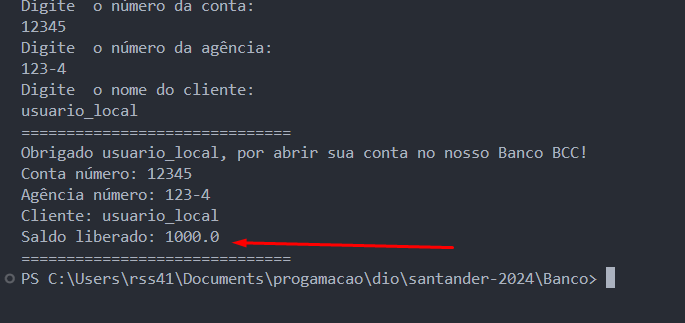 Digite  o número da conta:
12345
Digite  o número da agência:
123-4
Digite  o nome do cliente:
usuario_local
==============================
Obrigado usuario_local, por abrir sua conta no nosso Banco BCC!
Conta número: 12345
Agência número: 123-4
Cliente: usuario_local
Saldo liberado: 1000.0
==============================
PS C:\Users\rss41\Documents\progamacao\dio\santander-2024\Banco>